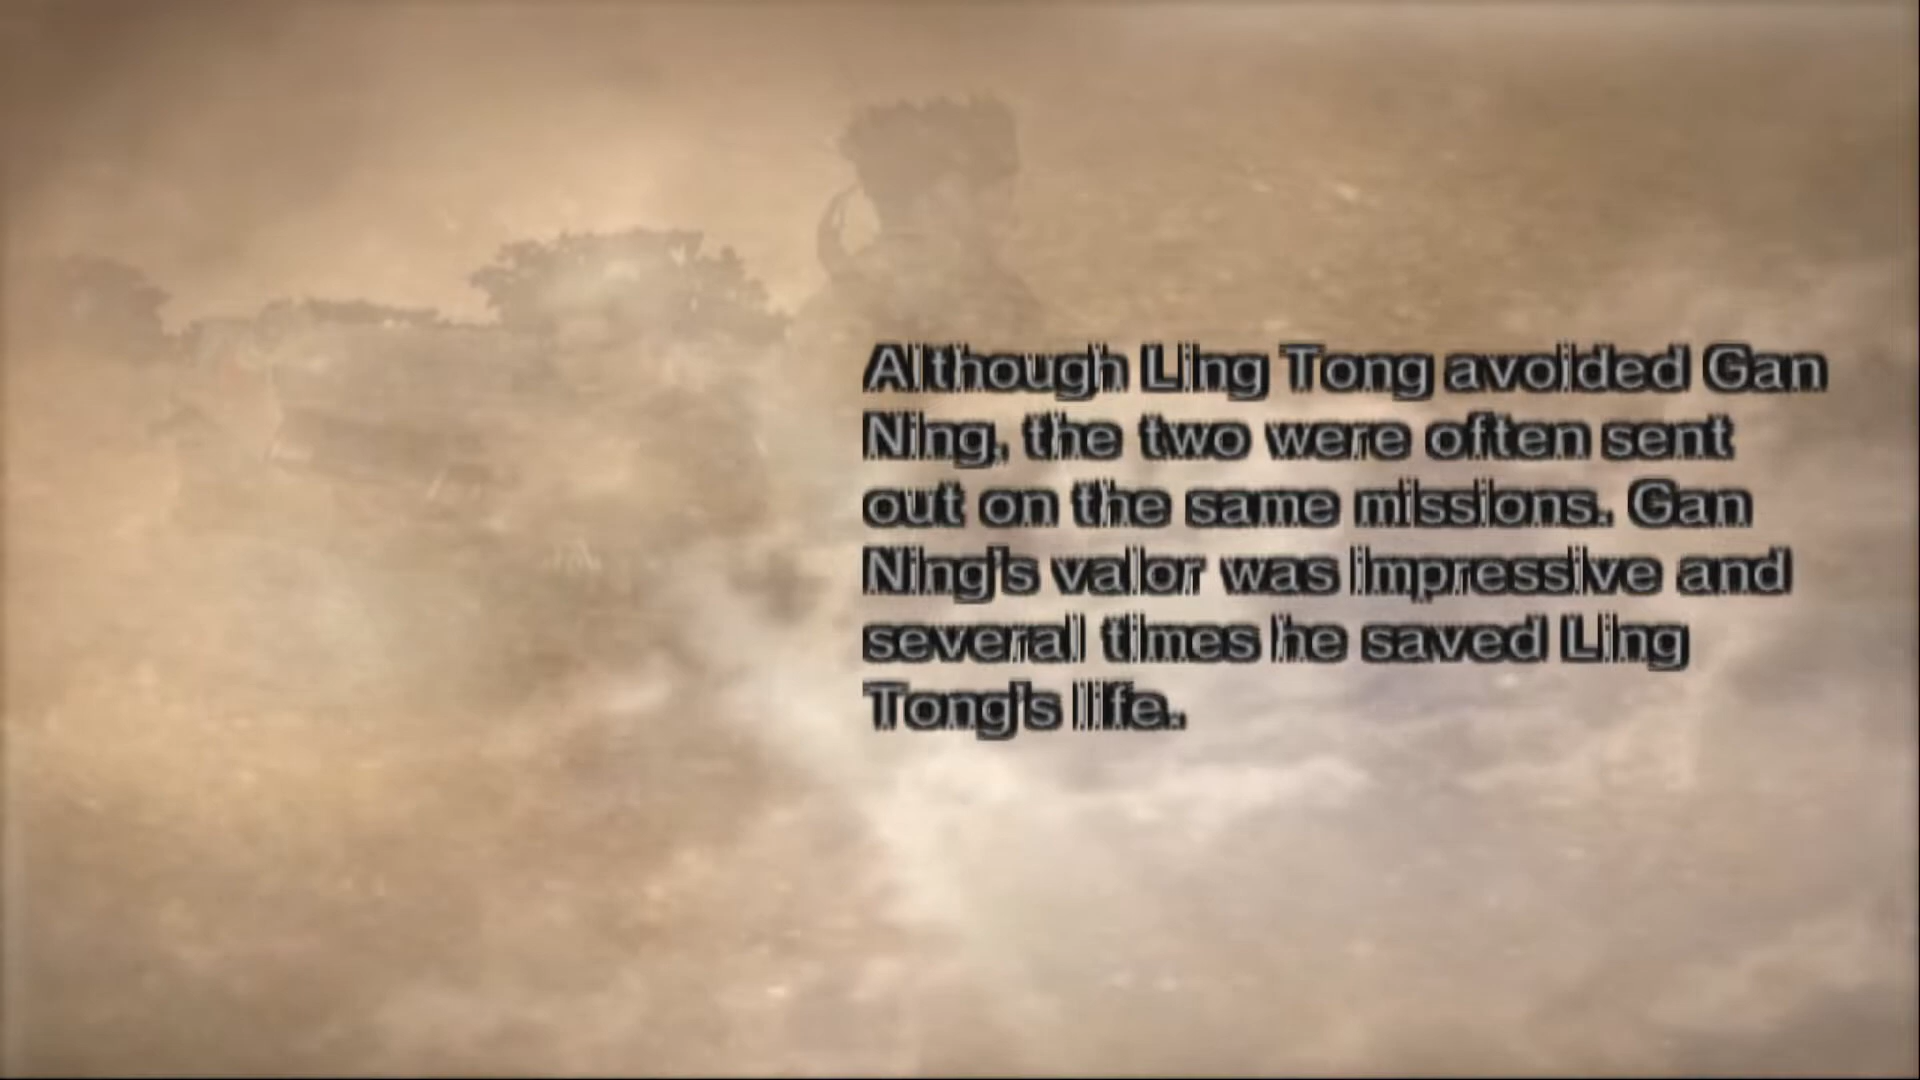 Although Ling Tong avoided Gan
Ning, the two were often sent
out on the same missions. Gan
Ning's valor was impressive and
several times he saved Ling
Tong's life.